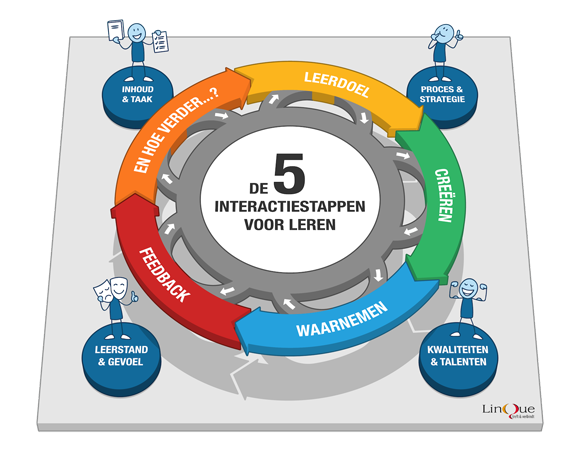 INHOUD
& TAAK
PROCES &
STRATEGIE
EN HOE VERDER...?
LEERDOEL
CREËREN
WAARNEMEN
FEEDBACK
DE 5
INTERACTIESTAPPEN
VOOR LEREN
LEERSTAND
& GEVOEL
KWALITEITEN
& TALENTEN
LinQue